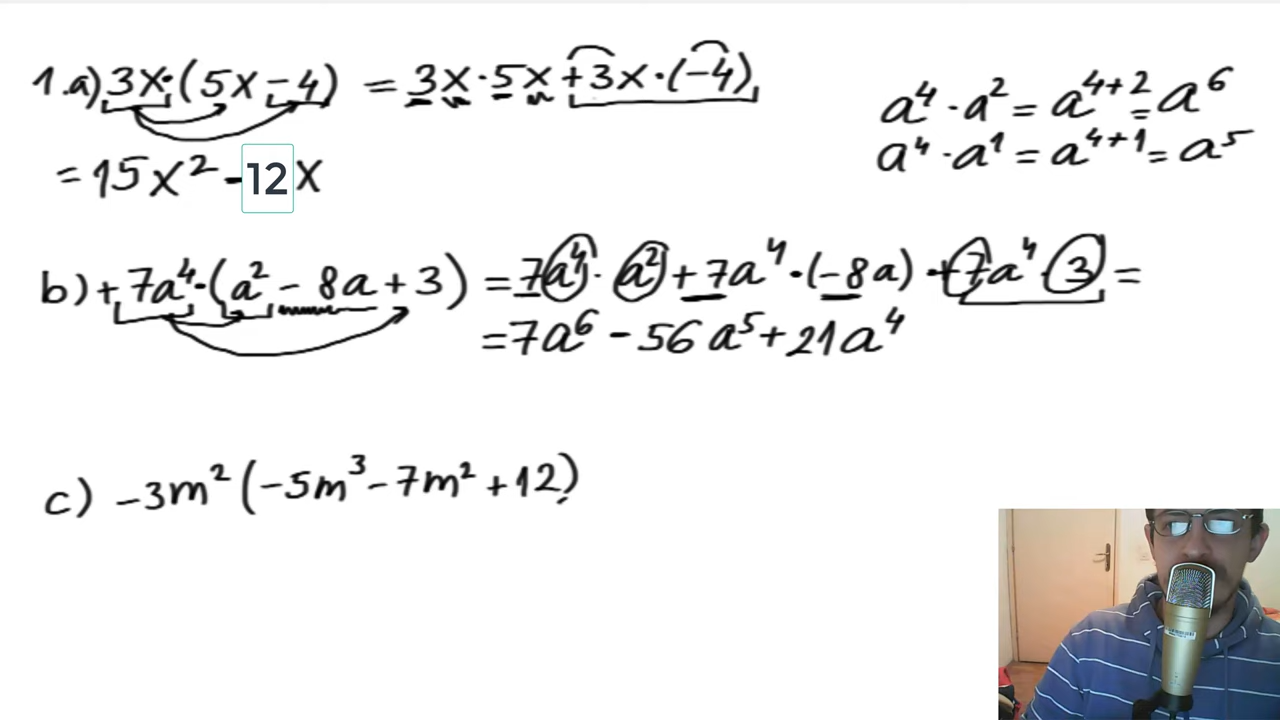 1.a) 3x·(5x-4) = 3x·5x+3x·(-4)
= 15x² -12x
a⁴·a² = a⁴⁺² = a⁶
a⁴·a¹ = a⁴⁺¹ = a⁵
b) +7a⁴·(a² - 8a + 3) = 7a⁴·a² + 7a⁴·(-8a) + 7a⁴·3 =
= 7a⁶ - 56a⁵ + 21a⁴
c) -3m² (-5m³ - 7m² + 12)